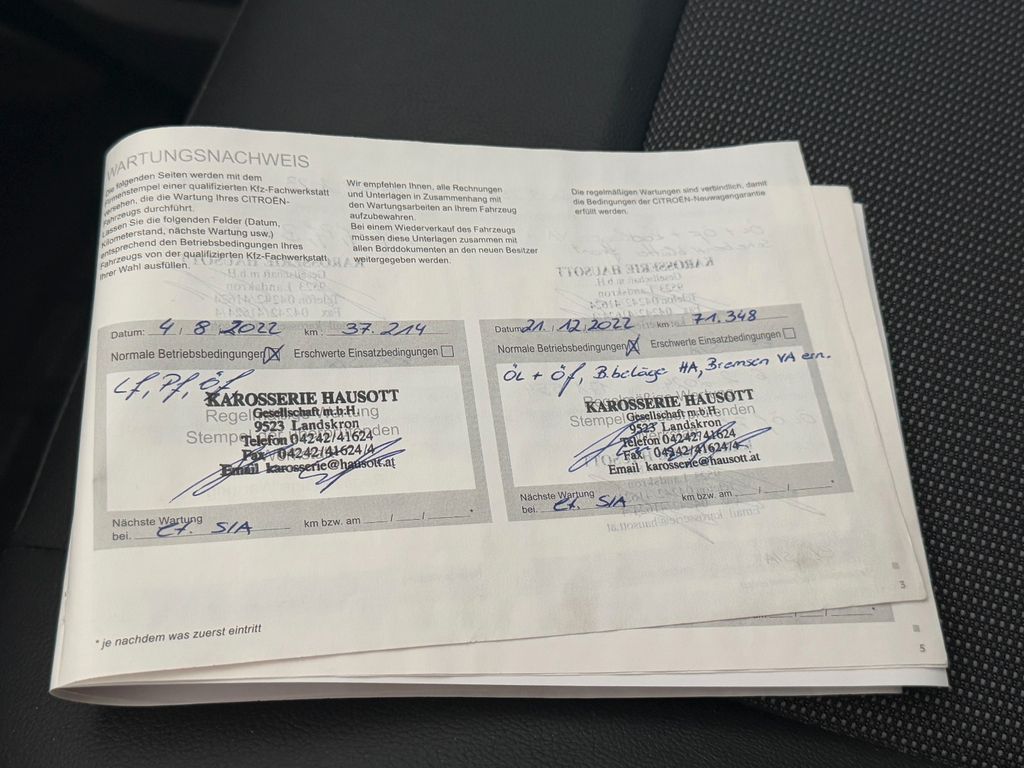 WARTUNGSNACHWEIS
Die folgenden Seiten werden mit dem
Firmenstempel einer qualifizierten Kfz-Fachwerkstatt
versehen, die die Wartung Ihres CITROËN-
Fahrzeugs durchführt.
Lassen Sie die folgenden Felder (Datum,
Kilometerstand, nächste Wartung usw.)
entsprechend den Betriebsbedingungen Ihres
Fahrzeugs von der qualifizierten Kfz-Fachwerkstatt
Ihrer Wahl ausfüllen.
Wir empfehlen Ihnen, alle Rechnungen
und Unterlagen in Zusammenhang mit
den Wartungsarbeiten an Ihrem Fahrzeug
aufzubewahren.
Bei einem Wiederverkauf des Fahrzeugs
müssen diese Unterlagen zusammen mit
allen Borddokumenten an den neuen Besitzer
weitergegeben werden.
Die regelmäßigen Wartungen sind verbindlich, damit
die Bedingungen der CITROËN-Neuwagengarantie
erfüllt werden.
Datum: 4 / 8 / 2022 km : 37.214
Normale Betriebsbedingungen Erschwerte Einsatzbedingungen
Lf, Pf, Öf
KAROSSERIE HAUSOTT
Gesellschaft m.b.H.
9523 Landskron
Telefon 04242/41624
Fax 04242/41624/4
Email karosserie@hausott.at
Nächste Wartung
bei: lt. SIA km bzw. am / / *
Datum: 21. 12. 2022 km : 71.348
Normale Betriebsbedingungen Erschwerte Einsatzbedingungen
ÖL + Öf, B.beläge HA, Bremsen VA ern.
KAROSSERIE HAUSOTT
Gesellschaft m.b.H.
9523 Landskron
Telefon 04242/41624
Fax 04242/41624/4
Email karosserie@hausott.at
Nächste Wartung
bei: lt. SIA km bzw. am / / *
* je nachdem was zuerst eintritt
3
5